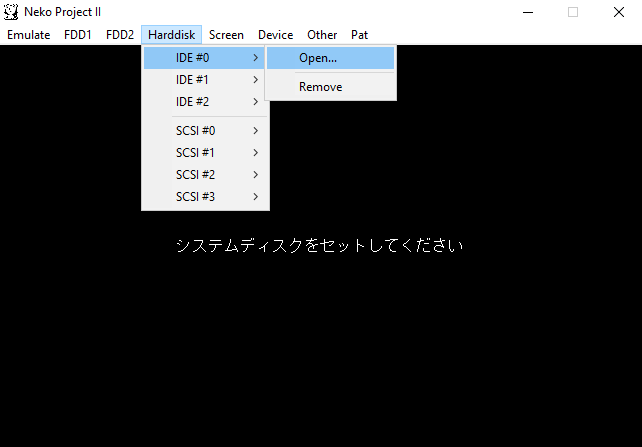 Neko Project II
Emulate FDD1 FDD2 Harddisk Screen Device Other Pat
IDE #0
IDE #1
IDE #2
SCSI #0
SCSI #1
SCSI #2
SCSI #3
Open...
Remove
システムディスクをセットしてください